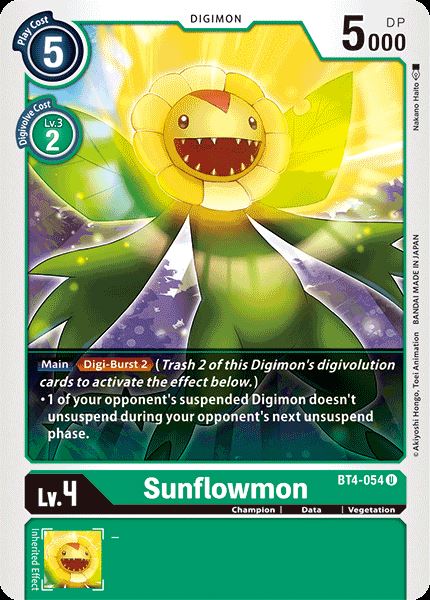 Play Cost
5
DIGIMON
DP
5000
Digivolve Cost
Lv.3
2
Nakano Haito
Main Digi-Burst 2 (Trash 2 of this Digimon's digivolution
cards to activate the effect below.)
•1 of your opponent's suspended Digimon doesn't
unsuspend during your opponent's next unsuspend
phase.
©Akiyoshi Hongo, Toei Animation BANDAI MADE IN JAPAN
Lv.4
Sunflowmon
BT4-054 U
Champion | Data | Vegetation
Inherited Effect
–